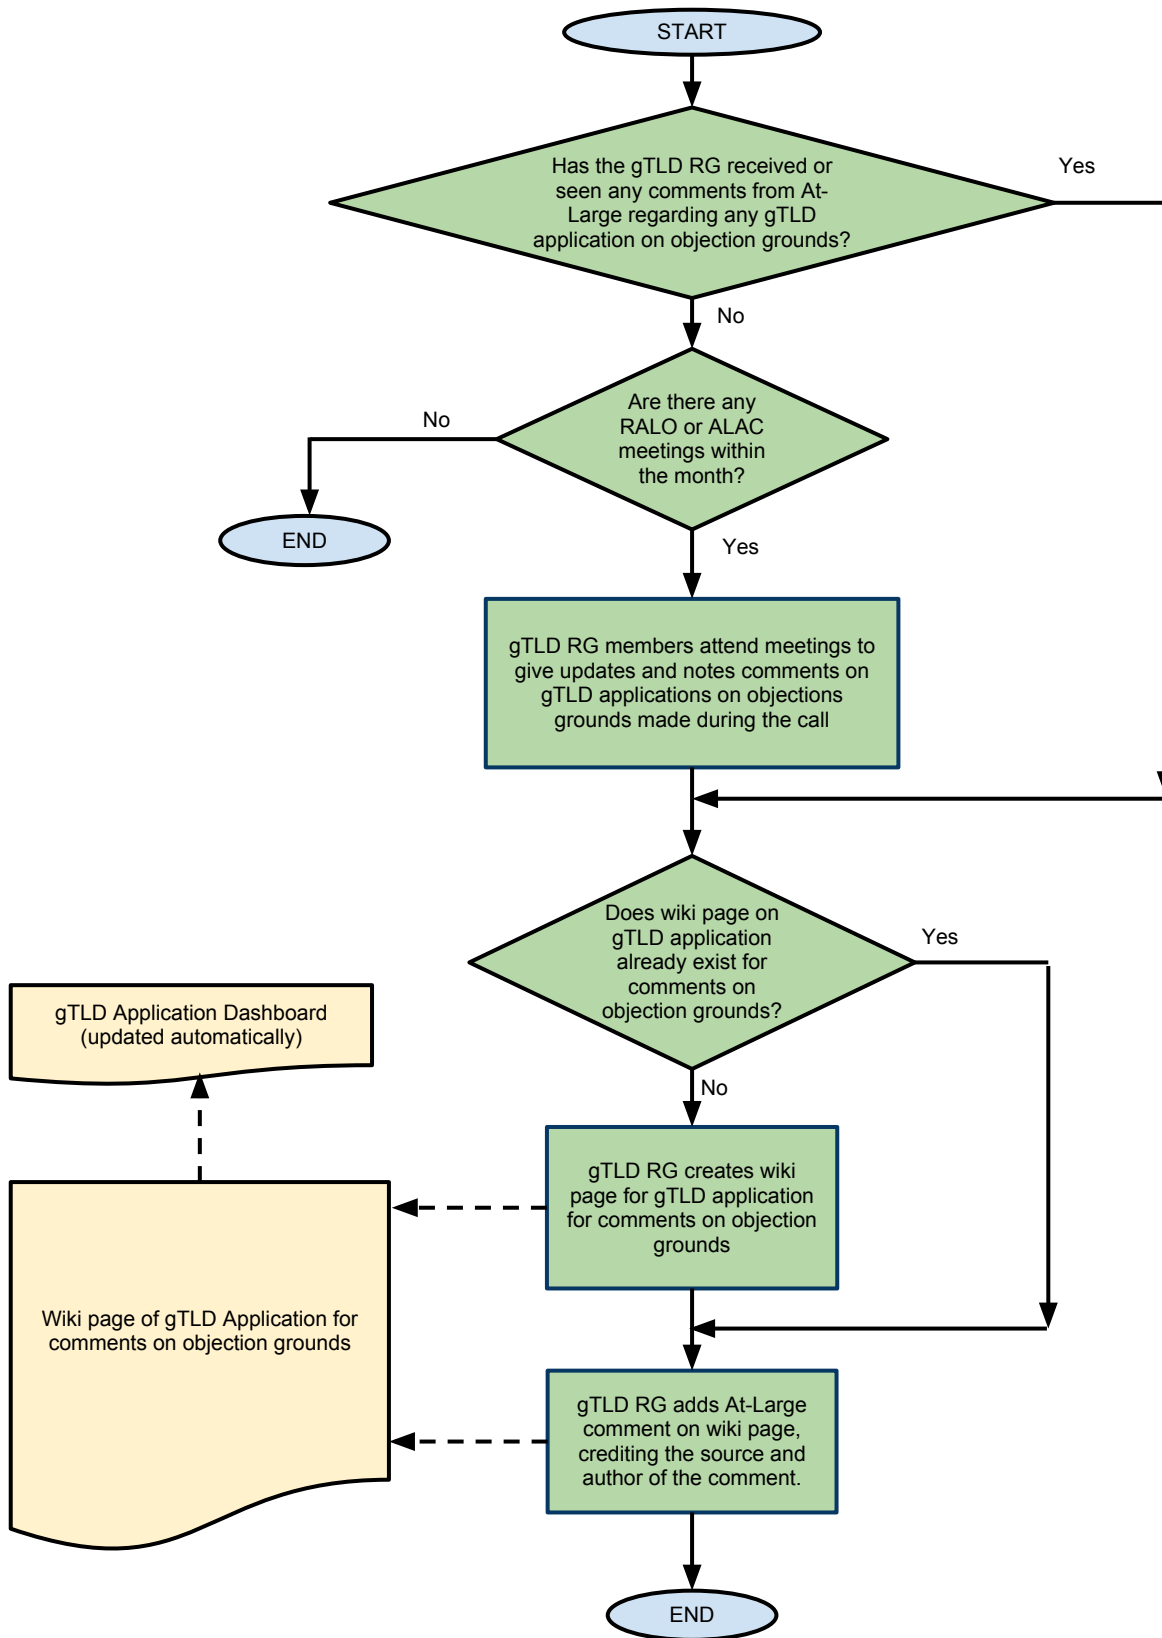 START
Has the gTLD RG received or
seen any comments from At-
Large regarding any gTLD
application on objection grounds?
Yes
No
Are there any
RALO or ALAC
meetings within
the month?
No
END
Yes
gTLD RG members attend meetings to
give updates and notes comments on
gTLD applications on objections
grounds made during the call
Does wiki page on
gTLD application
already exist for
comments on
objection grounds?
Yes
gTLD Application Dashboard
(updated automatically)
No
gTLD RG creates wiki
page for gTLD application
for comments on objection
grounds
Wiki page of gTLD Application for
comments on objection grounds
gTLD RG adds At-Large
comment on wiki page,
crediting the source and
author of the comment.
END